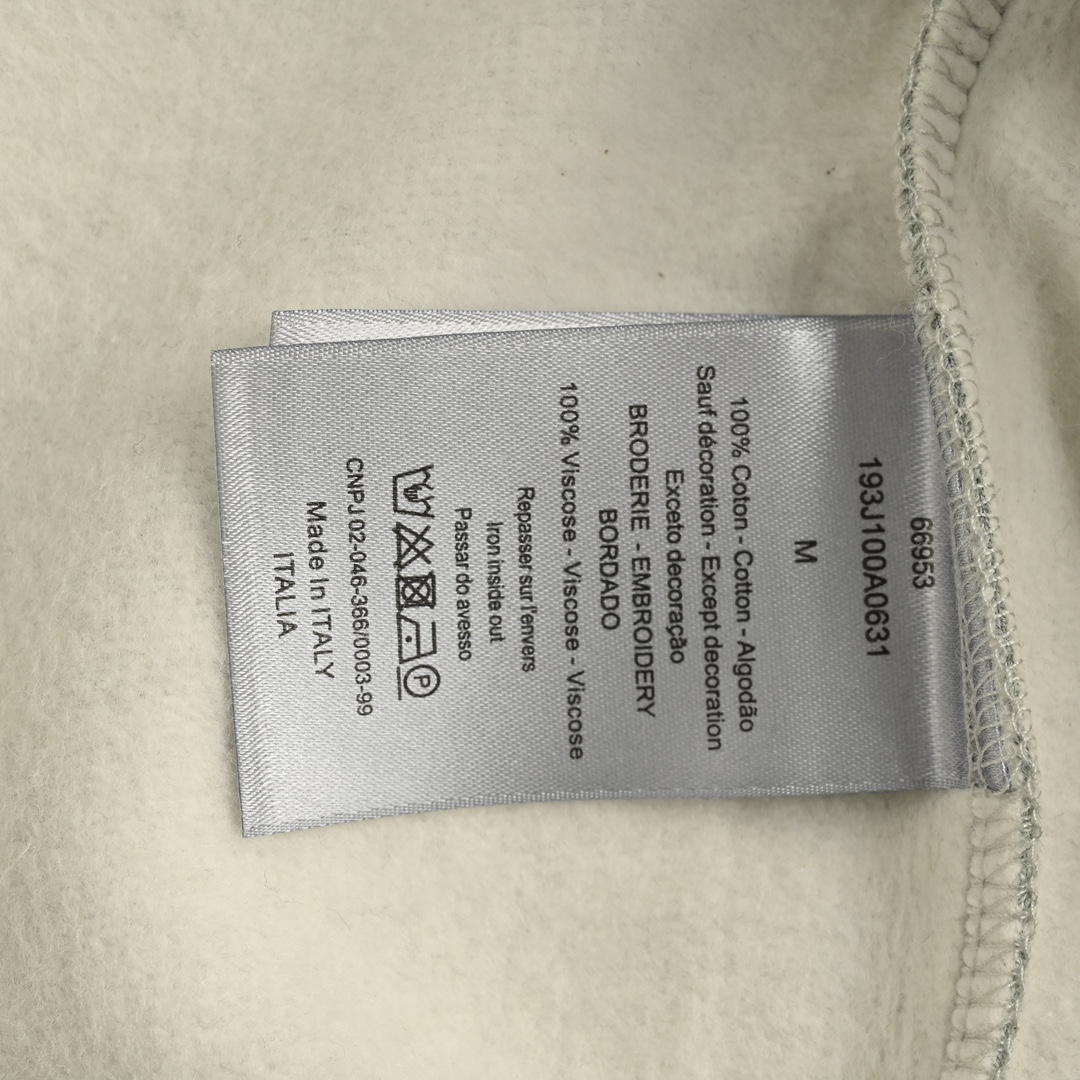 66953
193J100A0631
M
100% Coton - Cotton - Algodão
Sauf décoration - Except decoration
Exceto decoração
BRODERIE - EMBROIDERY
BORDADO
100% Viscose - Viscose - Viscose
Repasser sur l'envers
Iron inside out
Passar do avesso
P
CNPJ 02-046-366/0003-99
Made In ITALY
ITALIA